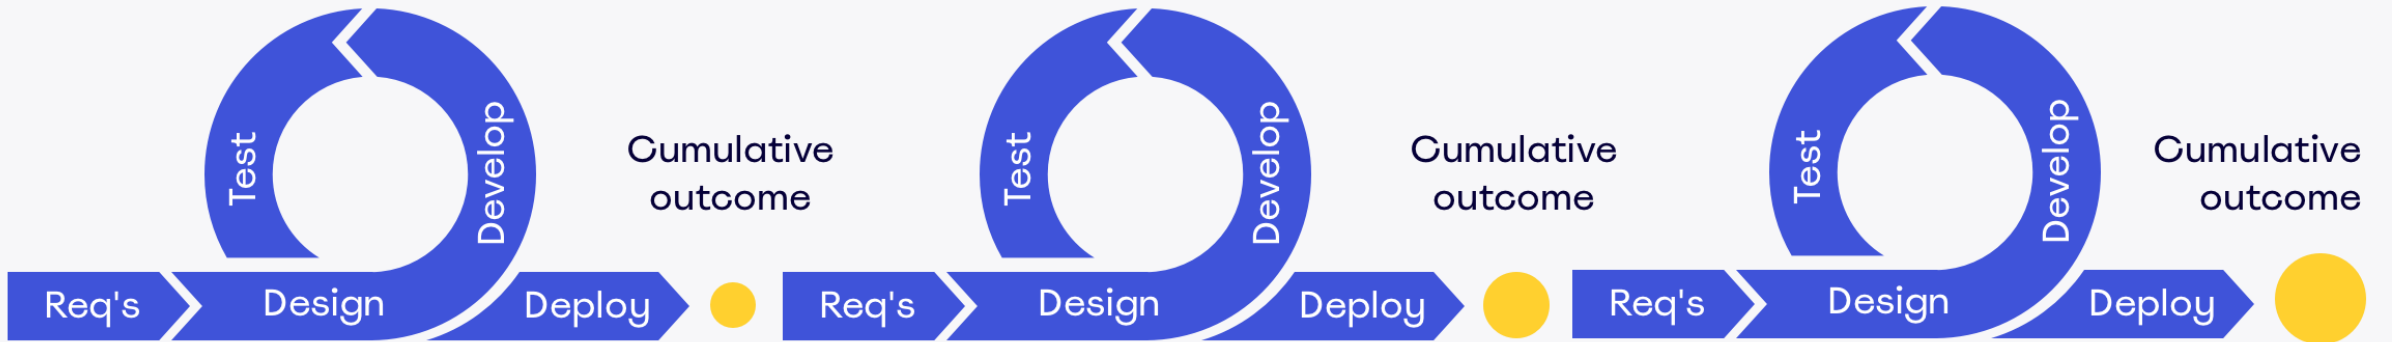 Test
Develop
Cumulative
outcome
Req's
Design
Deploy
Test
Develop
Cumulative
outcome
Req's
Design
Deploy
Test
Develop
Cumulative
outcome
Req's
Design
Deploy